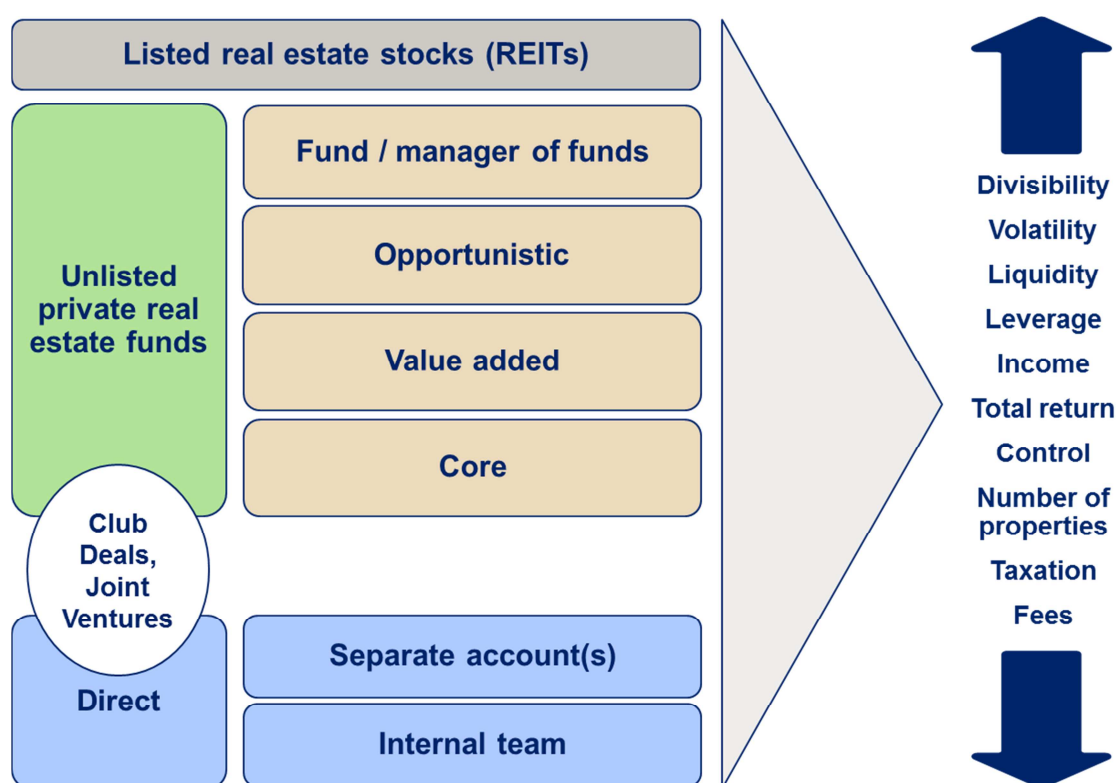 Listed real estate stocks (REITs)
Unlisted
private real
estate funds
Fund / manager of funds
Opportunistic
Value added
Core
Club
Deals,
Joint
Ventures
Direct
Separate account(s)
Internal team
Divisibility
Volatility
Liquidity
Leverage
Income
Total return
Control
Number of
properties
Taxation
Fees